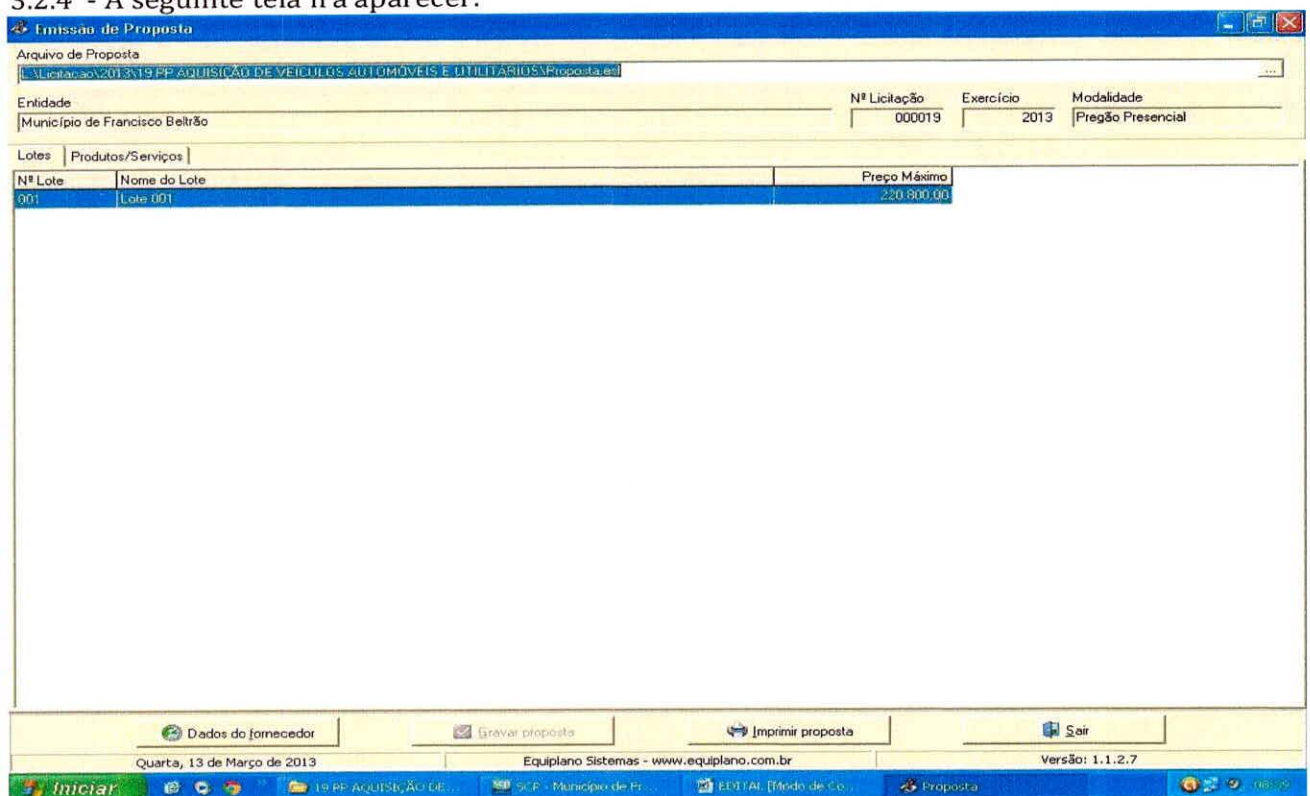 3.2.4 - A seguinte tela irá aparecer:
Emissão de Proposta
Arquivo de Proposta
L:\Licitacao\2013\19 PP AQUISIÇÃO DE VEICULOS AUTOMÓVEIS E UTILITÁRIOS\Proposta.esl
...
Entidade Nº Licitação Exercício Modalidade
Município de Francisco Beltrão 000019 2013 Pregão Presencial
Lotes Produtos/Serviços
Nº Lote Nome do Lote Preço Máximo
001 Lote 001 220.800,00
Dados do fornecedor Gravar proposta Imprimir proposta Sair
Quarta, 13 de Março de 2013 Equiplano Sistemas - www.equiplano.com.br Versão: 1.1.2.7
Iniciar 19 PP AQUISIÇÃO DE... SCP - Município de Fr... EDITAL [Modo de Co... Proposta